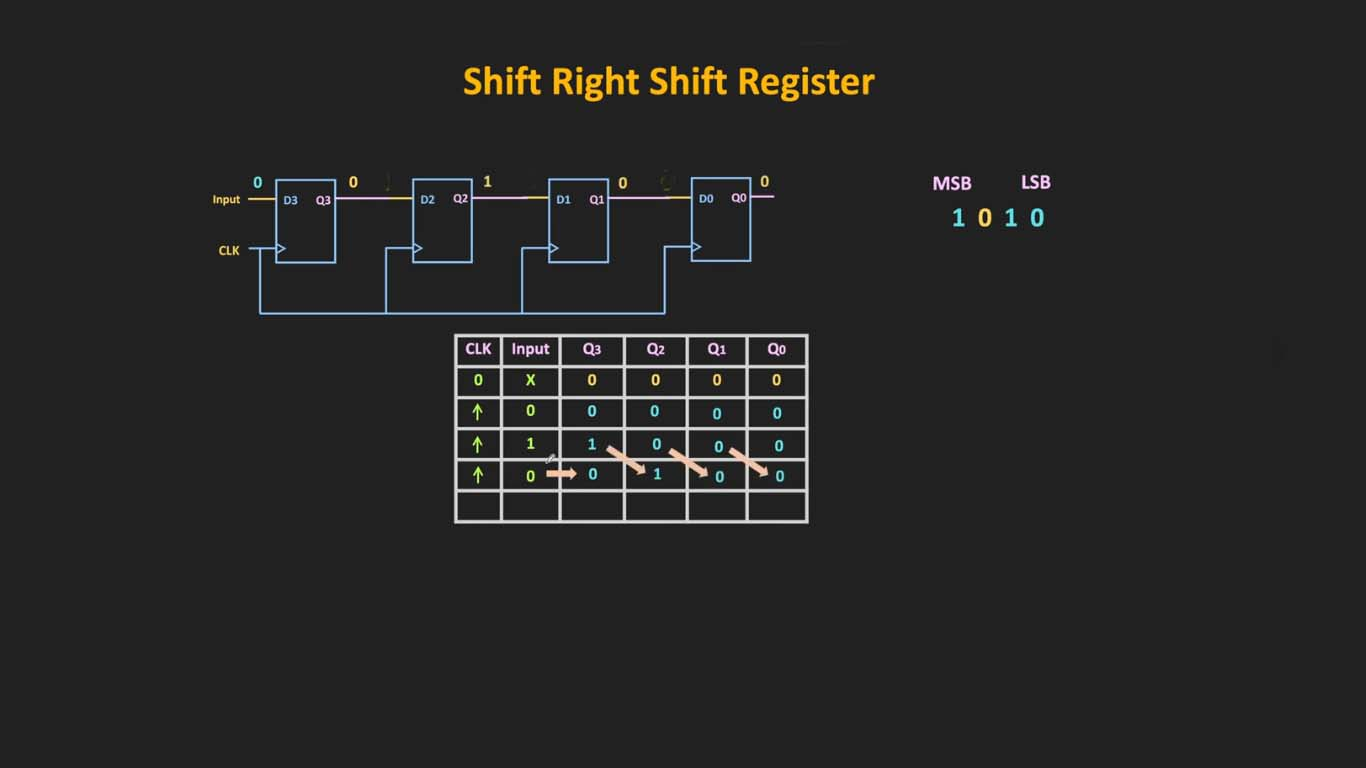 Shift Right Shift Register
0 0 1 0 0
Input D3 Q3 D2 Q2 D1 Q1 D0 Q0
CLK
MSB LSB
1 0 1 0
CLK Input Q3 Q2 Q1 Q0
0 X 0 0 0 0
↑ 0 0 0 0 0
↑ 1 1 0 0 0
↑ 0 0 1 0 0